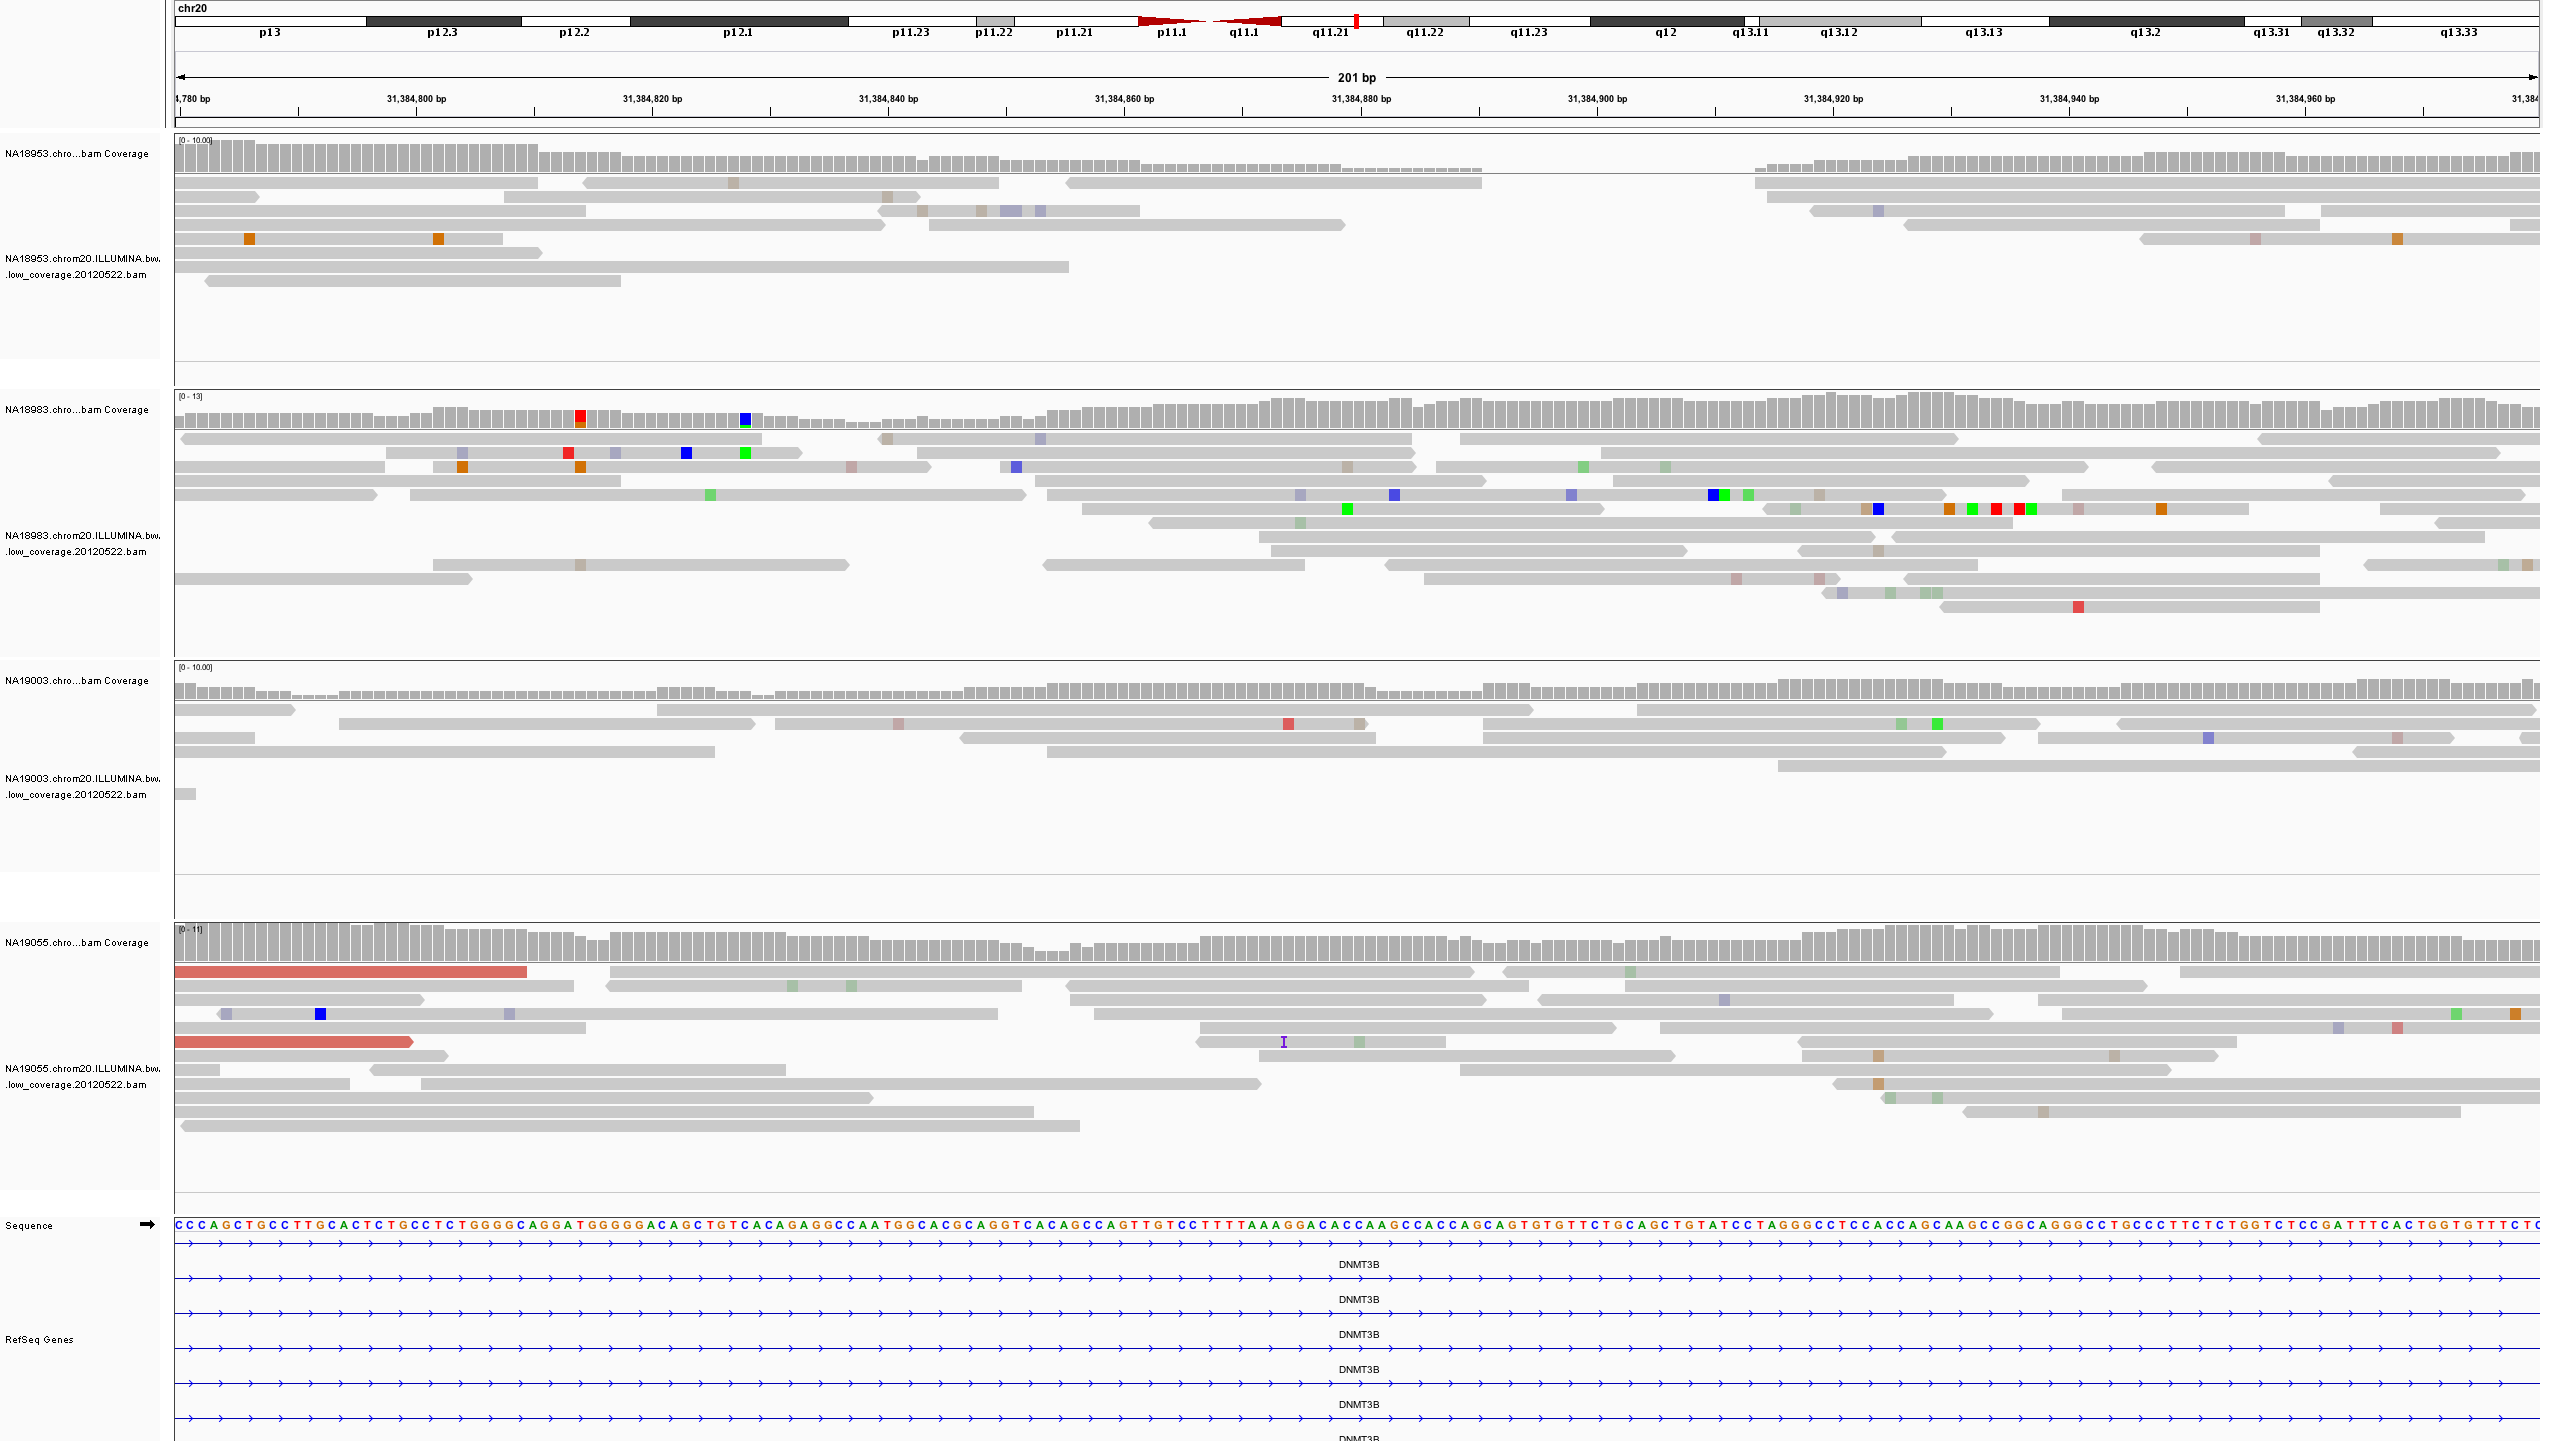 chr20
p13 p12.3 p12.2 p12.1 p11.23 p11.22 p11.21 p11.1 q11.1 q11.21 q11.22 q11.23 q12 q13.11 q13.12 q13.13 q13.2 q13.31 q13.32 q13.33
201 bp
4,780 bp 31,384,800 bp 31,384,820 bp 31,384,840 bp 31,384,860 bp 31,384,880 bp 31,384,900 bp 31,384,920 bp 31,384,940 bp 31,384,960 bp 31,384
[0 - 10.00]
NA18953.chro...bam Coverage
NA18953.chrom20.ILLUMINA.bw.
.low_coverage.20120522.bam
[0 - 13]
NA18983.chro...bam Coverage
NA18983.chrom20.ILLUMINA.bw.
.low_coverage.20120522.bam
[0 - 10.00]
NA19003.chro...bam Coverage
NA19003.chrom20.ILLUMINA.bw.
.low_coverage.20120522.bam
[0 - 11]
NA19055.chro...bam Coverage
NA19055.chrom20.ILLUMINA.bw.
.low_coverage.20120522.bam
Sequence CCCAGCTGCCTTGCACTCTGCCTCTGGGGCAGGATGGGGGACAGCTGTCACAGAGGCCAATGGCACGCAGGTCACAGCCAGTTGTCCTTTTAAAGGACACCAAGCCACCAGCAGTGTGTTCTGCAGCTGTATCCTAGGGCCTCCACCAGCAAGCCGGCAGGGCCTGCCCTTCTCTGGTCTCCGATTTCACTGGTGTTTCTC
DNMT3B
DNMT3B
DNMT3B
RefSeq Genes
DNMT3B
DNMT3B
DNMT3B